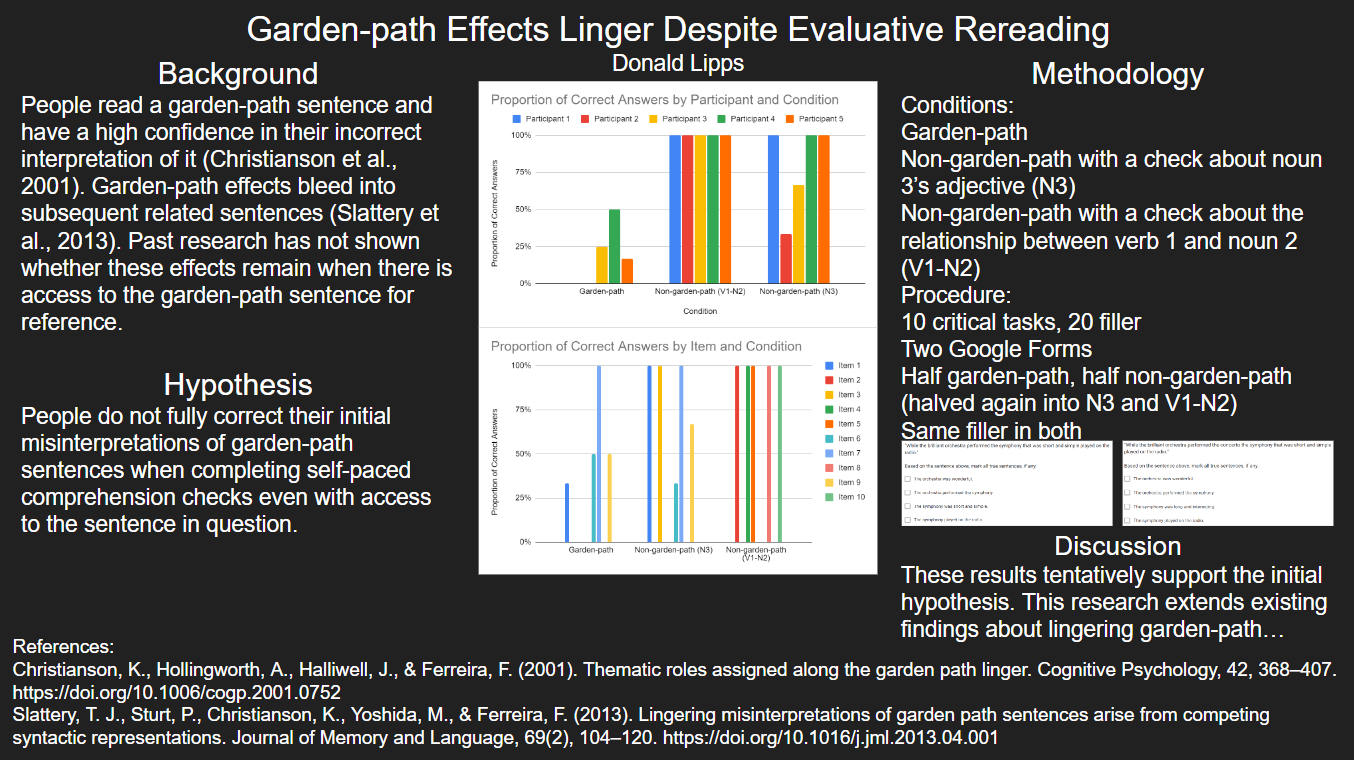 Garden-path Effects Linger Despite Evaluative Rereading
Donald Lipps
Background
People read a garden-path sentence and
have a high confidence in their incorrect
interpretation of it (Christianson et al.,
2001). Garden-path effects bleed into
subsequent related sentences (Slattery et
al., 2013). Past research has not shown
whether these effects remain when there is
access to the garden-path sentence for
reference.
Hypothesis
People do not fully correct their initial
misinterpretations of garden-path
sentences when completing self-paced
comprehension checks even with access
to the sentence in question.
Proportion of Correct Answers by Participant and Condition
Participant 1 Participant 2 Participant 3 Participant 4 Participant 5
Proportion of Correct Answers
100%
75%
50%
25%
0%
Garden-path Non-garden-path (V1-N2) Non-garden-path (N3)
Condition
Proportion of Correct Answers by Item and Condition
Proportion of Correct Answers
100%
75%
50%
25%
0%
Garden-path Non-garden-path (N3) Non-garden-path
(V1-N2)
Item 1
Item 2
Item 3
Item 4
Item 5
Item 6
Item 7
Item 8
Item 9
Item 10
Methodology
Conditions:
Garden-path
Non-garden-path with a check about noun
3's adjective (N3)
Non-garden-path with a check about the
relationship between verb 1 and noun 2
(V1-N2)
Procedure:
10 critical tasks, 20 filler
Two Google Forms
Half garden-path, half non-garden-path
(halved again into N3 and V1-N2)
Same filler in both
"While the brilliant orchestra performed the symphony that was short and simple played on the
radio."
Based on the sentence above, mark all true sentences, if any.
The orchestra was wonderful.
The orchestra performed the symphony.
The symphony was short and simple.
The symphony played on the radio.
"While the brilliant orchestra performed the concerto the symphony that was short and simple
played on the radio."
Based on the sentence above, mark all true sentences, if any.
The orchestra was wonderful.
The orchestra performed the symphony.
The symphony was long and interesting.
The symphony played on the radio.
Discussion
These results tentatively support the initial
hypothesis. This research extends existing
findings about lingering garden-path…
References:
Christianson, K., Hollingworth, A., Halliwell, J., & Ferreira, F. (2001). Thematic roles assigned along the garden path linger. Cognitive Psychology, 42, 368–407.
https://doi.org/10.1006/cogp.2001.0752
Slattery, T. J., Sturt, P., Christianson, K., Yoshida, M., & Ferreira, F. (2013). Lingering misinterpretations of garden path sentences arise from competing
syntactic representations. Journal of Memory and Language, 69(2), 104–120. https://doi.org/10.1016/j.jml.2013.04.001